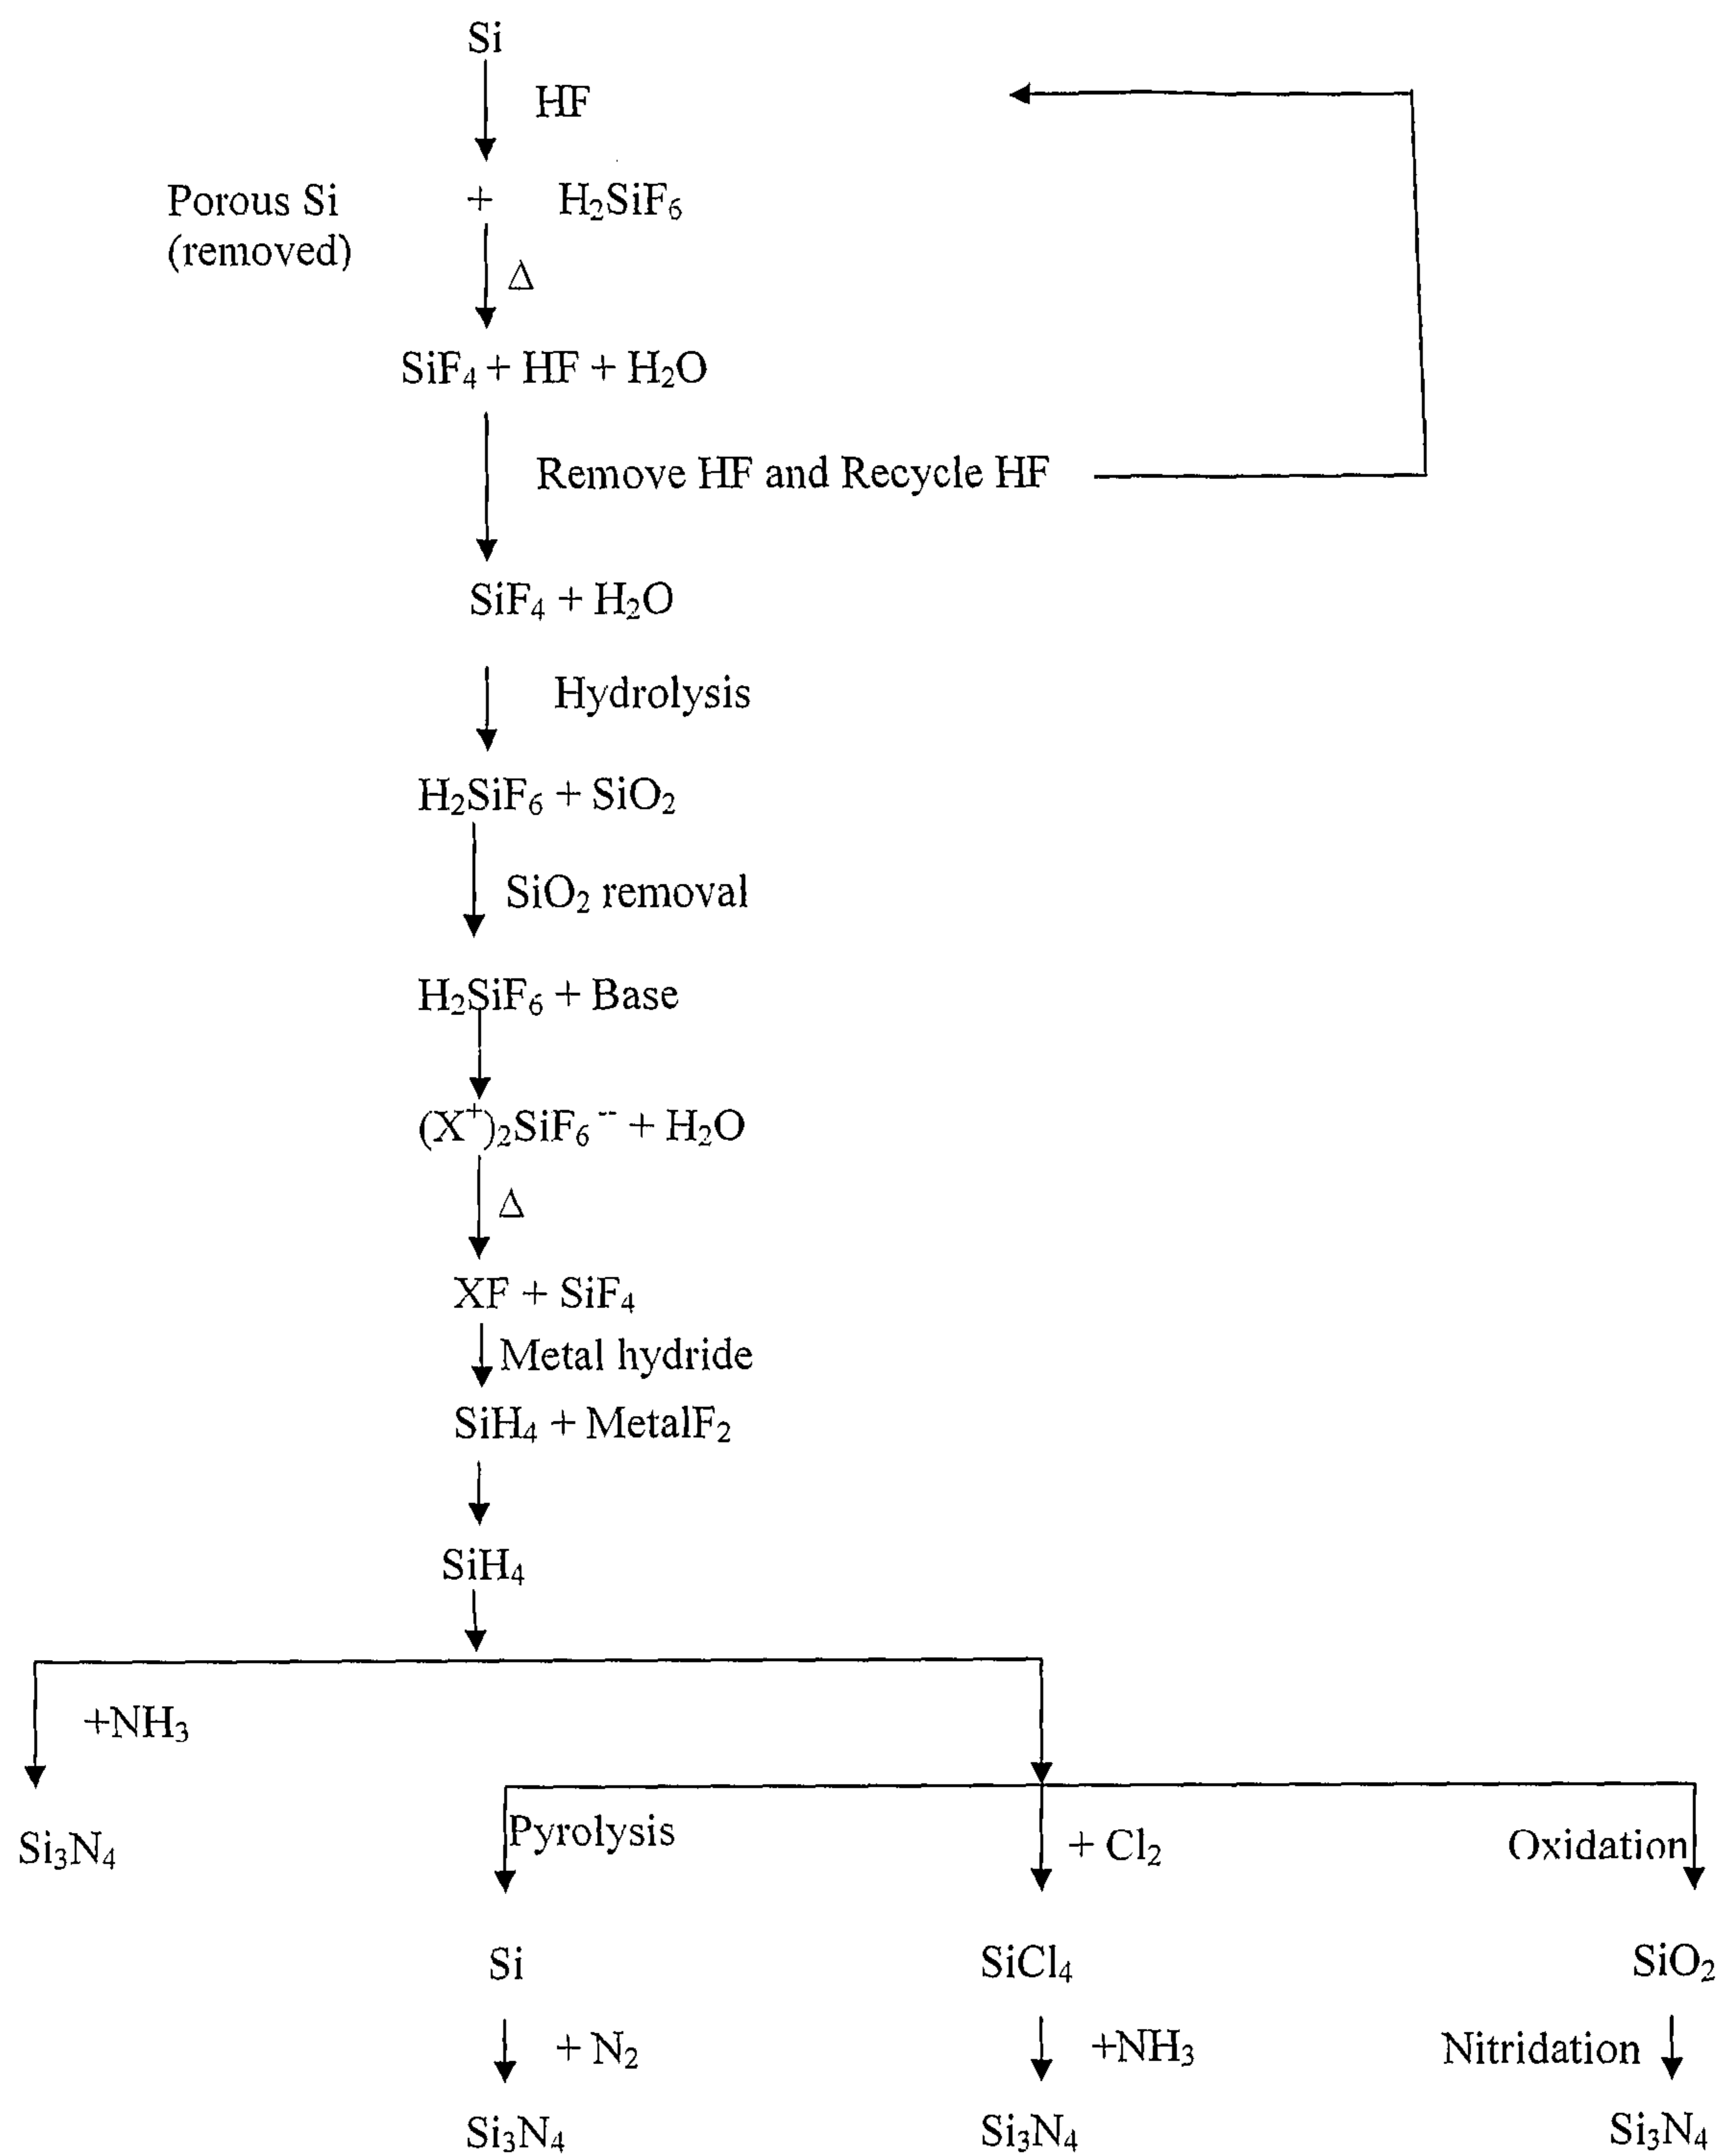 Si
HF
Porous Si + H₂SiF₆
(removed)
Δ
SiF₄ + HF + H₂O
Remove HF and Recycle HF
SiF₄ + H₂O
Hydrolysis
H₂SiF₆ + SiO₂
SiO₂ removal
H₂SiF₆ + Base
(X⁺)₂SiF₆⁻⁻ + H₂O
Δ
XF + SiF₄
Metal hydride
SiH₄ + MetalF₂
SiH₄
+NH₃
Si₃N₄
Pyrolysis + Cl₂ Oxidation
Si SiCl₄ SiO₂
+ N₂ +NH₃ Nitridation
Si₃N₄ Si₃N₄ Si₃N₄